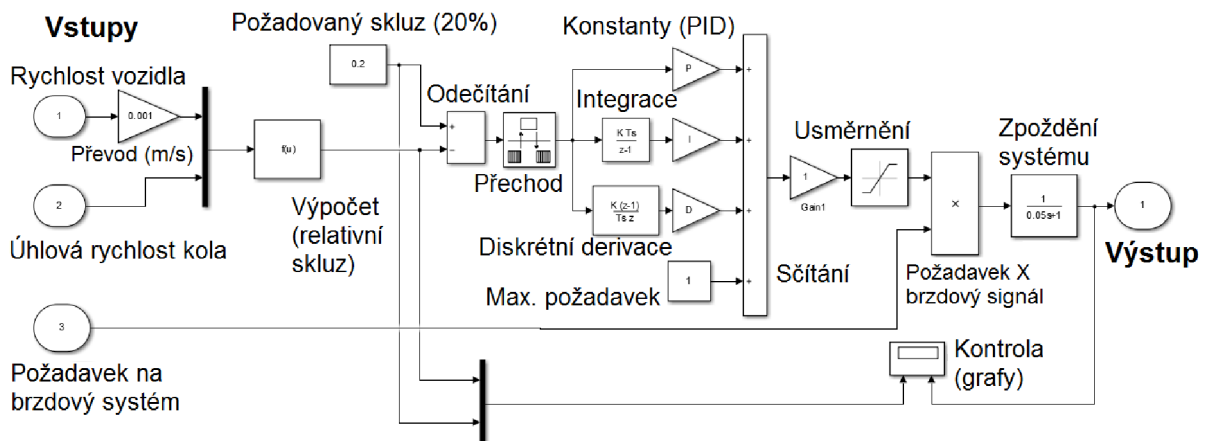 Vstupy
Požadovaný skluz (20%)
Konstanty (PID)
Rychlost vozidla
0.2
P
1
0.001
Převod (m/s)
Odečítání
Integrace
+
−
f(u)
K Ts
z-1
I
Přechod
Usměrnění
Zpoždění
systému
2
Úhlová rychlost kola
Výpočet
(relativní
skluz)
K (z-1)
Ts z
D
Diskrétní derivace
+
+
+
+
1
Gain1
X
1
0.05s+1
1
Výstup
Max. požadavek
1
Sčítání
Požadavek X
brzdový signál
3
Požadavek na
brzdový systém
Kontrola
(grafy)